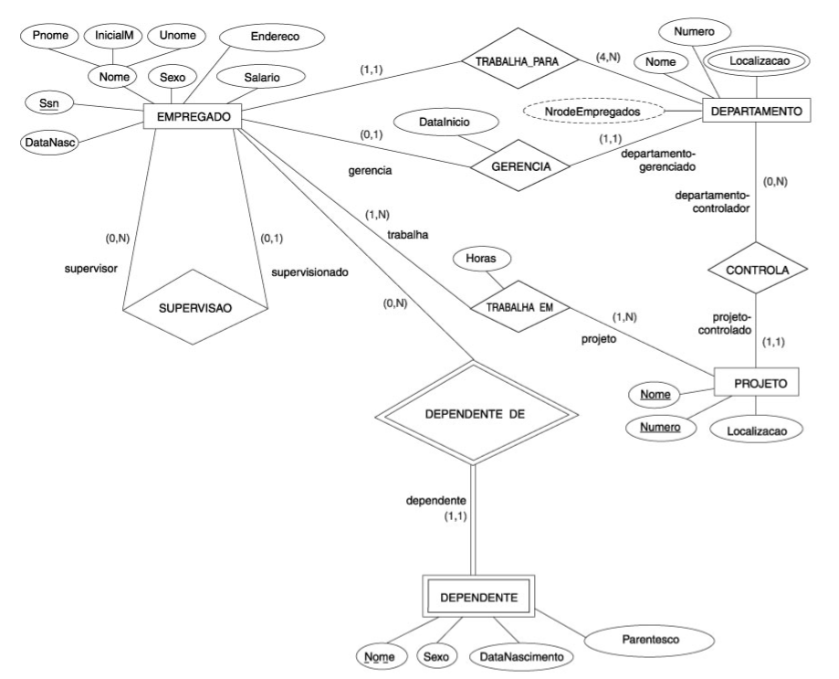 Pnome
InicialM
Unome
Endereco
Nome
Sexo
Salario
Ssn
EMPREGADO
DataNasc
(1,1)
TRABALHA_PARA
(4,N)
Numero
Nome
Localizacao
DEPARTAMENTO
NrodeEmpregados
DataInicio
(0,1)
gerencia
GERENCIA
(1,1)
departamento-
gerenciado
(0,N)
departamento-
controlador
CONTROLA
projeto-
controlado
(1,1)
(0,N)
supervisor
(0,1)
supervisionado
SUPERVISAO
(1,N)
trabalha
Horas
TRABALHA EM
(1,N)
projeto
PROJETO
Nome
Numero
Localizacao
(0,N)
DEPENDENTE DE
dependente
(1,1)
DEPENDENTE
Nome
Sexo
DataNascimento
Parentesco